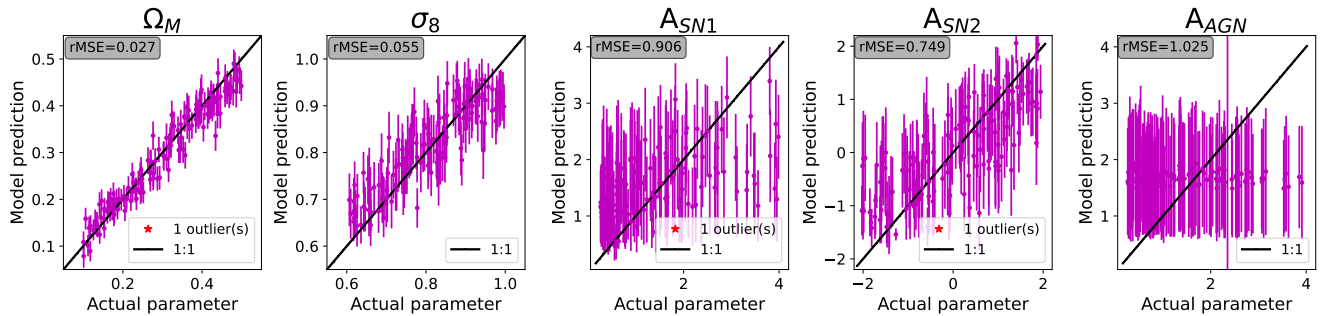 Ω_M
rMSE=0.027
0.5
0.4
0.3
0.2
0.1
Model prediction
1 outlier(s)
1:1
0.2 0.4
Actual parameter
σ_8
rMSE=0.055
1.0
0.9
0.8
0.7
0.6
Model prediction
1:1
0.6 0.8 1.0
Actual parameter
A_SN1
rMSE=0.906
4
3
2
1
Model prediction
1 outlier(s)
1:1
2 4
Actual parameter
A_SN2
rMSE=0.749
2
1
0
−1
−2
Model prediction
1 outlier(s)
1:1
−2 0 2
Actual parameter
A_AGN
rMSE=1.025
4
3
2
1
Model prediction
1:1
2 4
Actual parameter